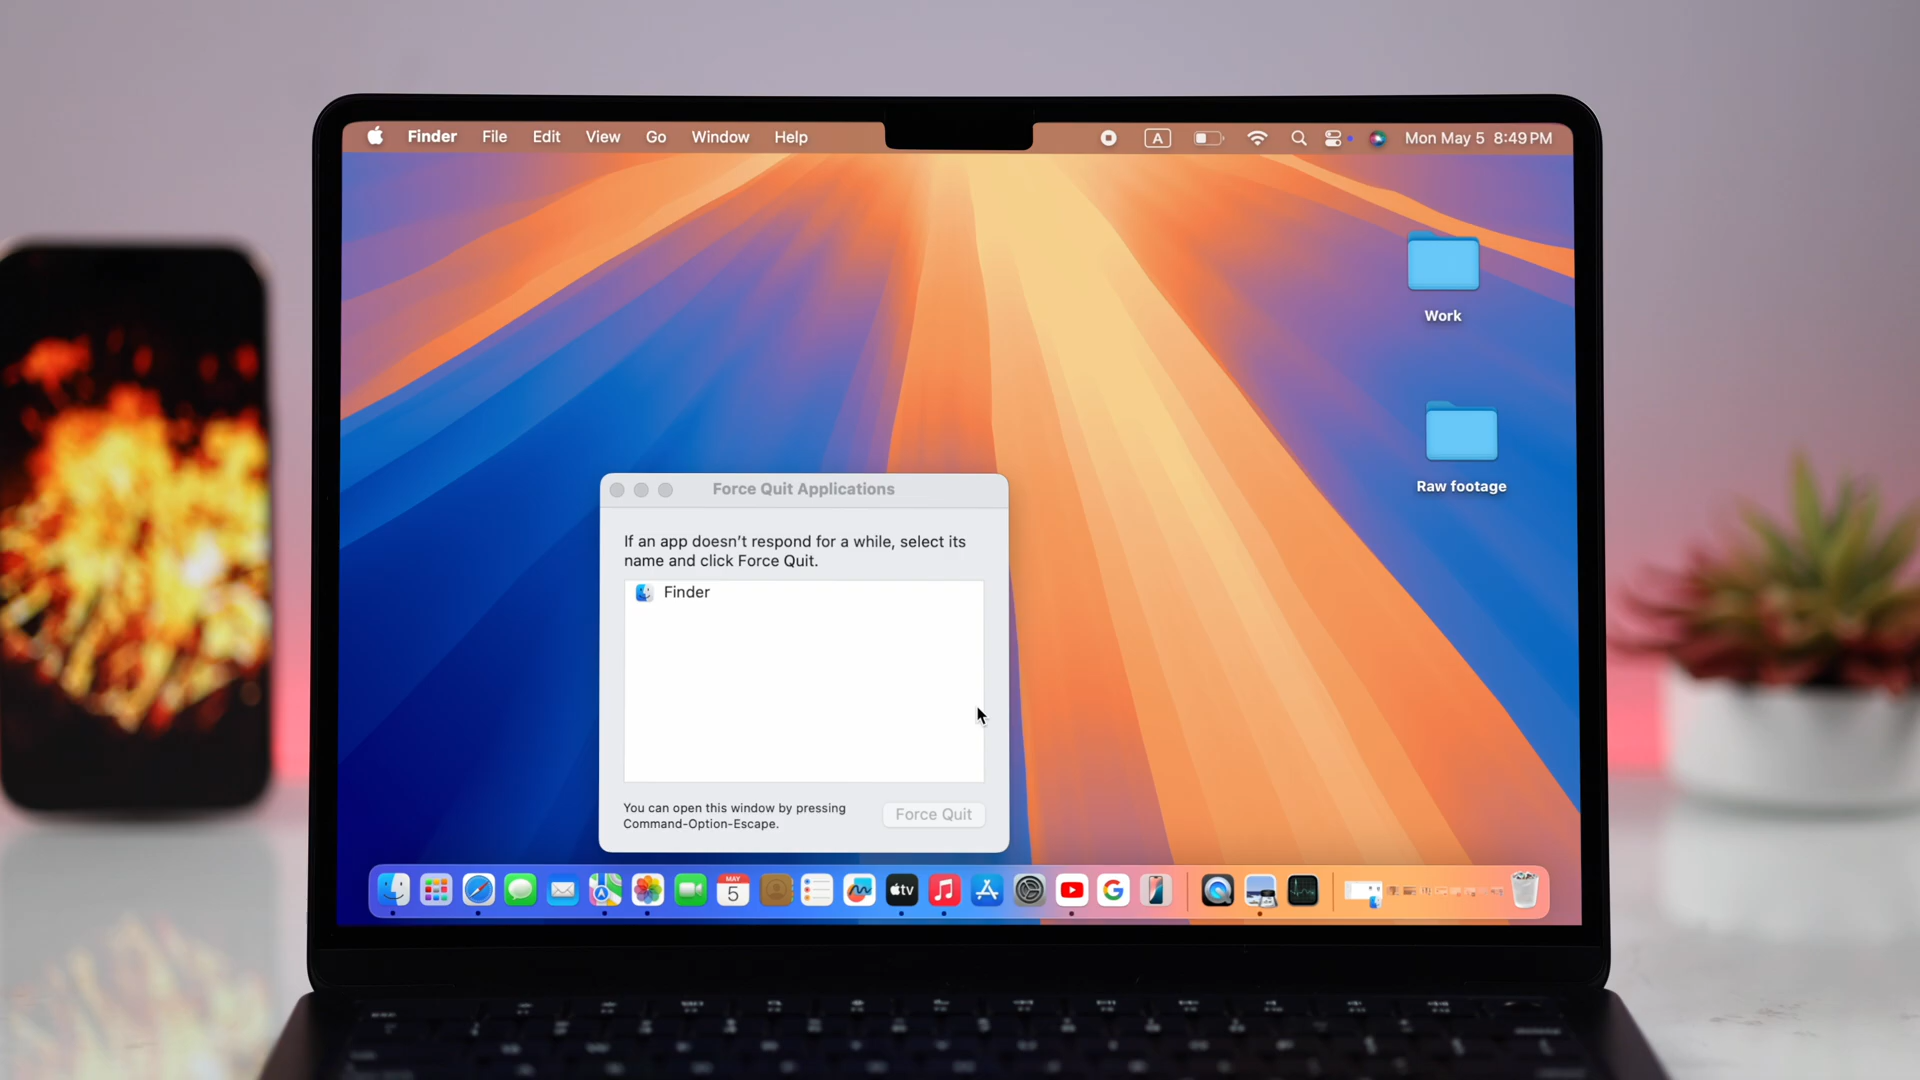 Finder File Edit View Go Window Help A Mon May 5 8:49 PM
Work
Raw footage
Force Quit Applications
If an app doesn't respond for a while, select its
name and click Force Quit.
Finder
You can open this window by pressing
Command-Option-Escape.
Force Quit
MAY
5
tv
G